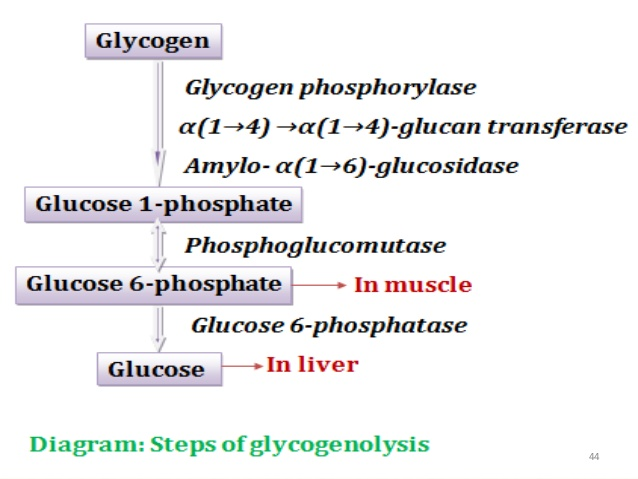 Glycogen
Glycogen phosphorylase
α(1→4) →α(1→4)-glucan transferase
Amylo- α(1→6)-glucosidase
Glucose 1-phosphate
Phosphoglucomutase
Glucose 6-phosphate
In muscle
Glucose 6-phosphatase
Glucose
In liver
Diagram: Steps of glycogenolysis
44